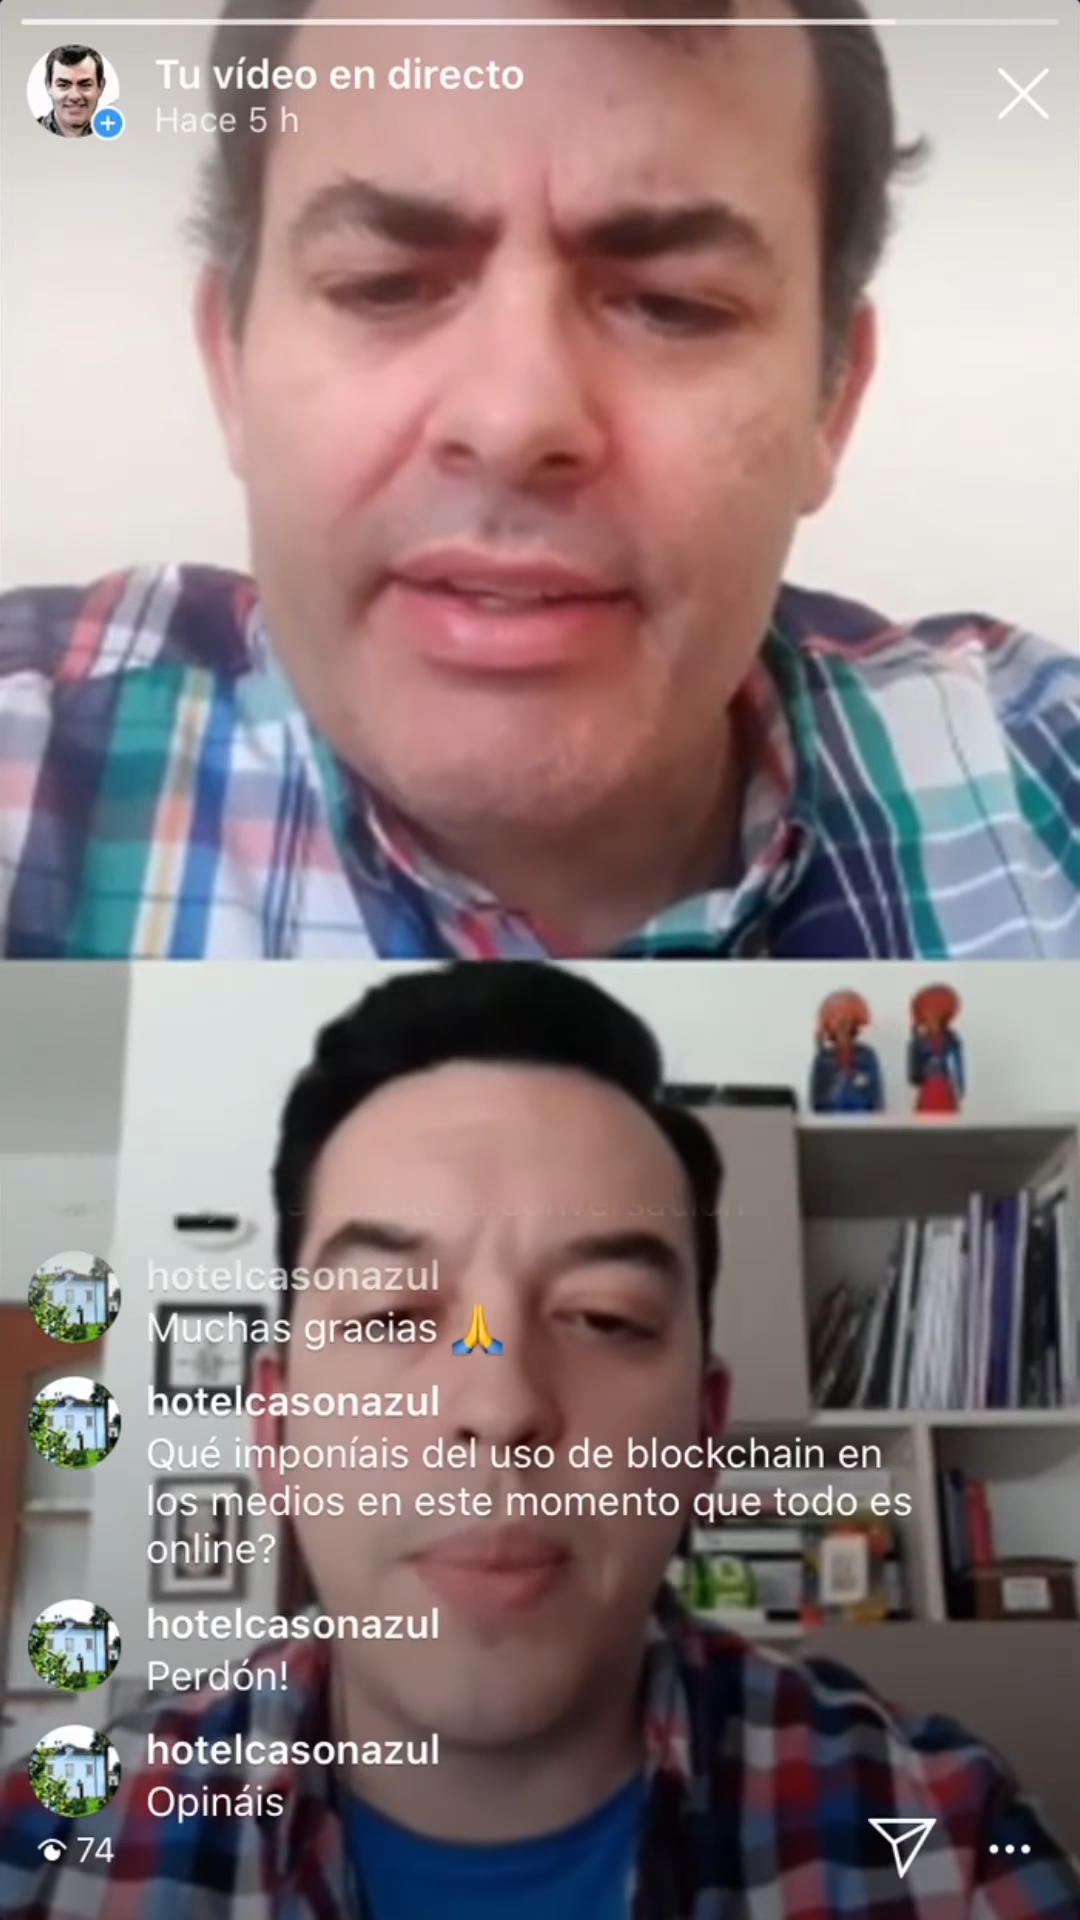 Tu vídeo en directo
Hace 5 h
conversación
hotelcasonazul
Muchas gracias 🙏
hotelcasonazul
Qué imponíais del uso de blockchain en
los medios en este momento que todo es
online?
hotelcasonazul
Perdón!
hotelcasonazul
Opináis
74